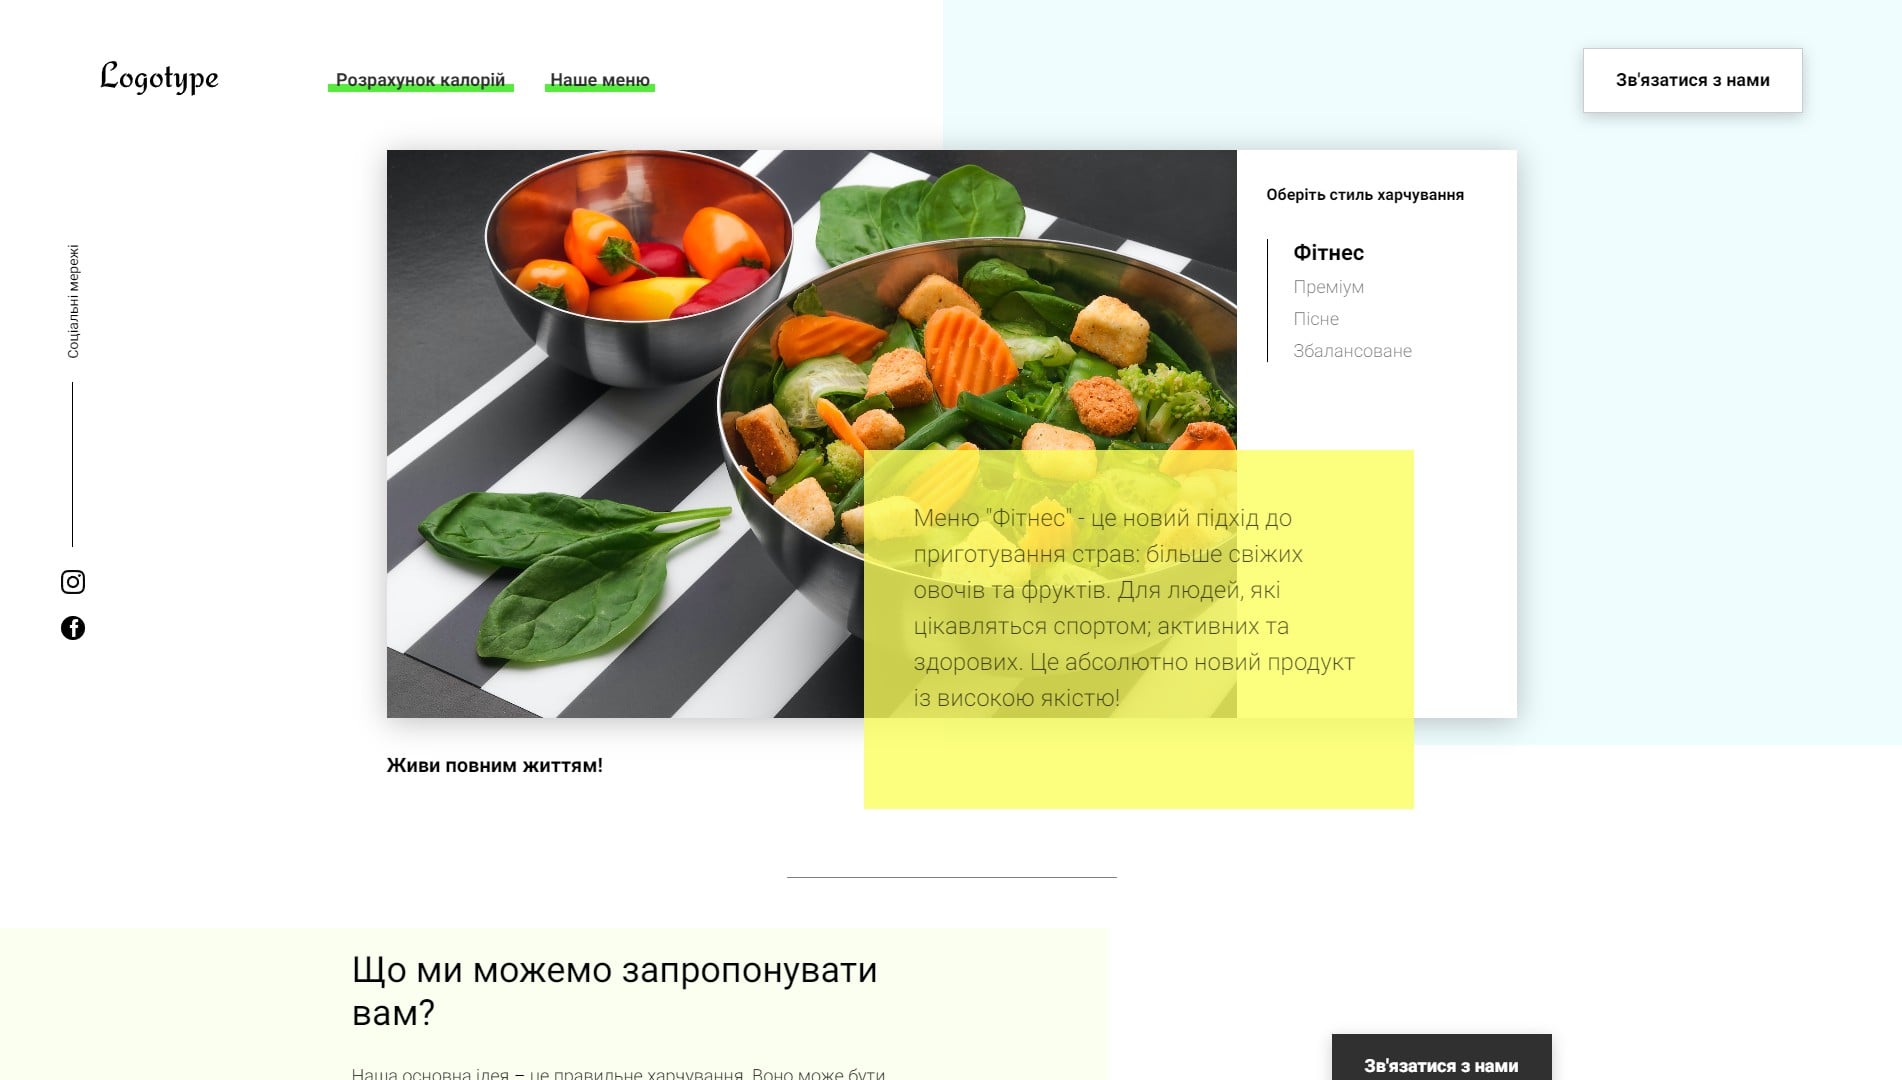 Logotype
Розрахунок калорій
Наше меню
Зв'язатися з нами
Соціальні мережі
Оберіть стиль харчування
Фітнес
Преміум
Пісне
Збалансоване
Меню "Фітнес" - це новий підхід до
приготування страв: більше свіжих
овочів та фруктів. Для людей, які
цікавляться спортом; активних та
здорових. Це абсолютно новий продукт
із високою якістю!
Живи повним життям!
Що ми можемо запропонувати
вам?
Зв'язатися з нами
Наша основна ідея – це правильне харчування. Воно може бути